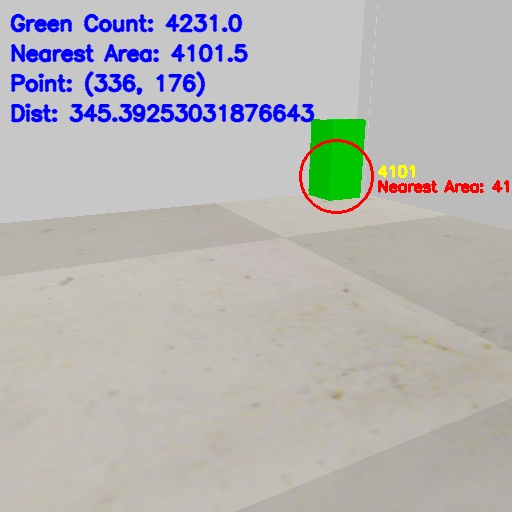 Green Count: 4231.0
Nearest Area: 4101.5
Point: (336, 176)
Dist: 345.39253031876643
4101
Nearest Area: 41